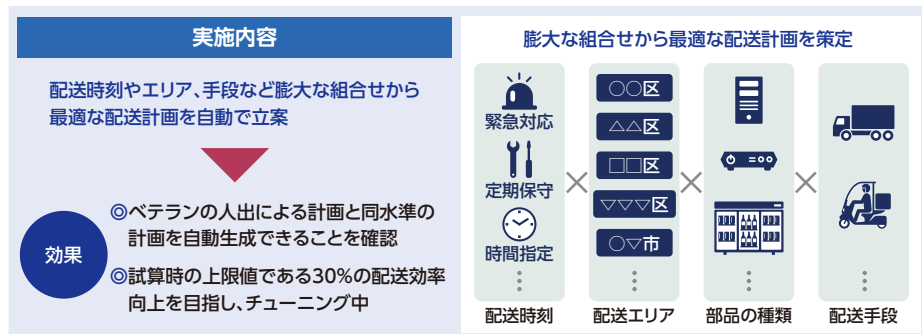 実施内容
配送時刻やエリア、手段など膨大な組合せから
最適な配送計画を自動で立案
効果
◎ベテランの人出による計画と同水準の
計画を自動生成できることを確認
◎試算時の上限値である30%の配送効率
向上を目指し、チューニング中
膨大な組合せから最適な配送計画を策定
緊急対応
定期保守
時間指定
⋮
配送時刻
×
○○区
△△区
□□区
▽▽▽区
○▽市
⋮
配送エリア
×
⋮
部品の種類
×
⋮
配送手段